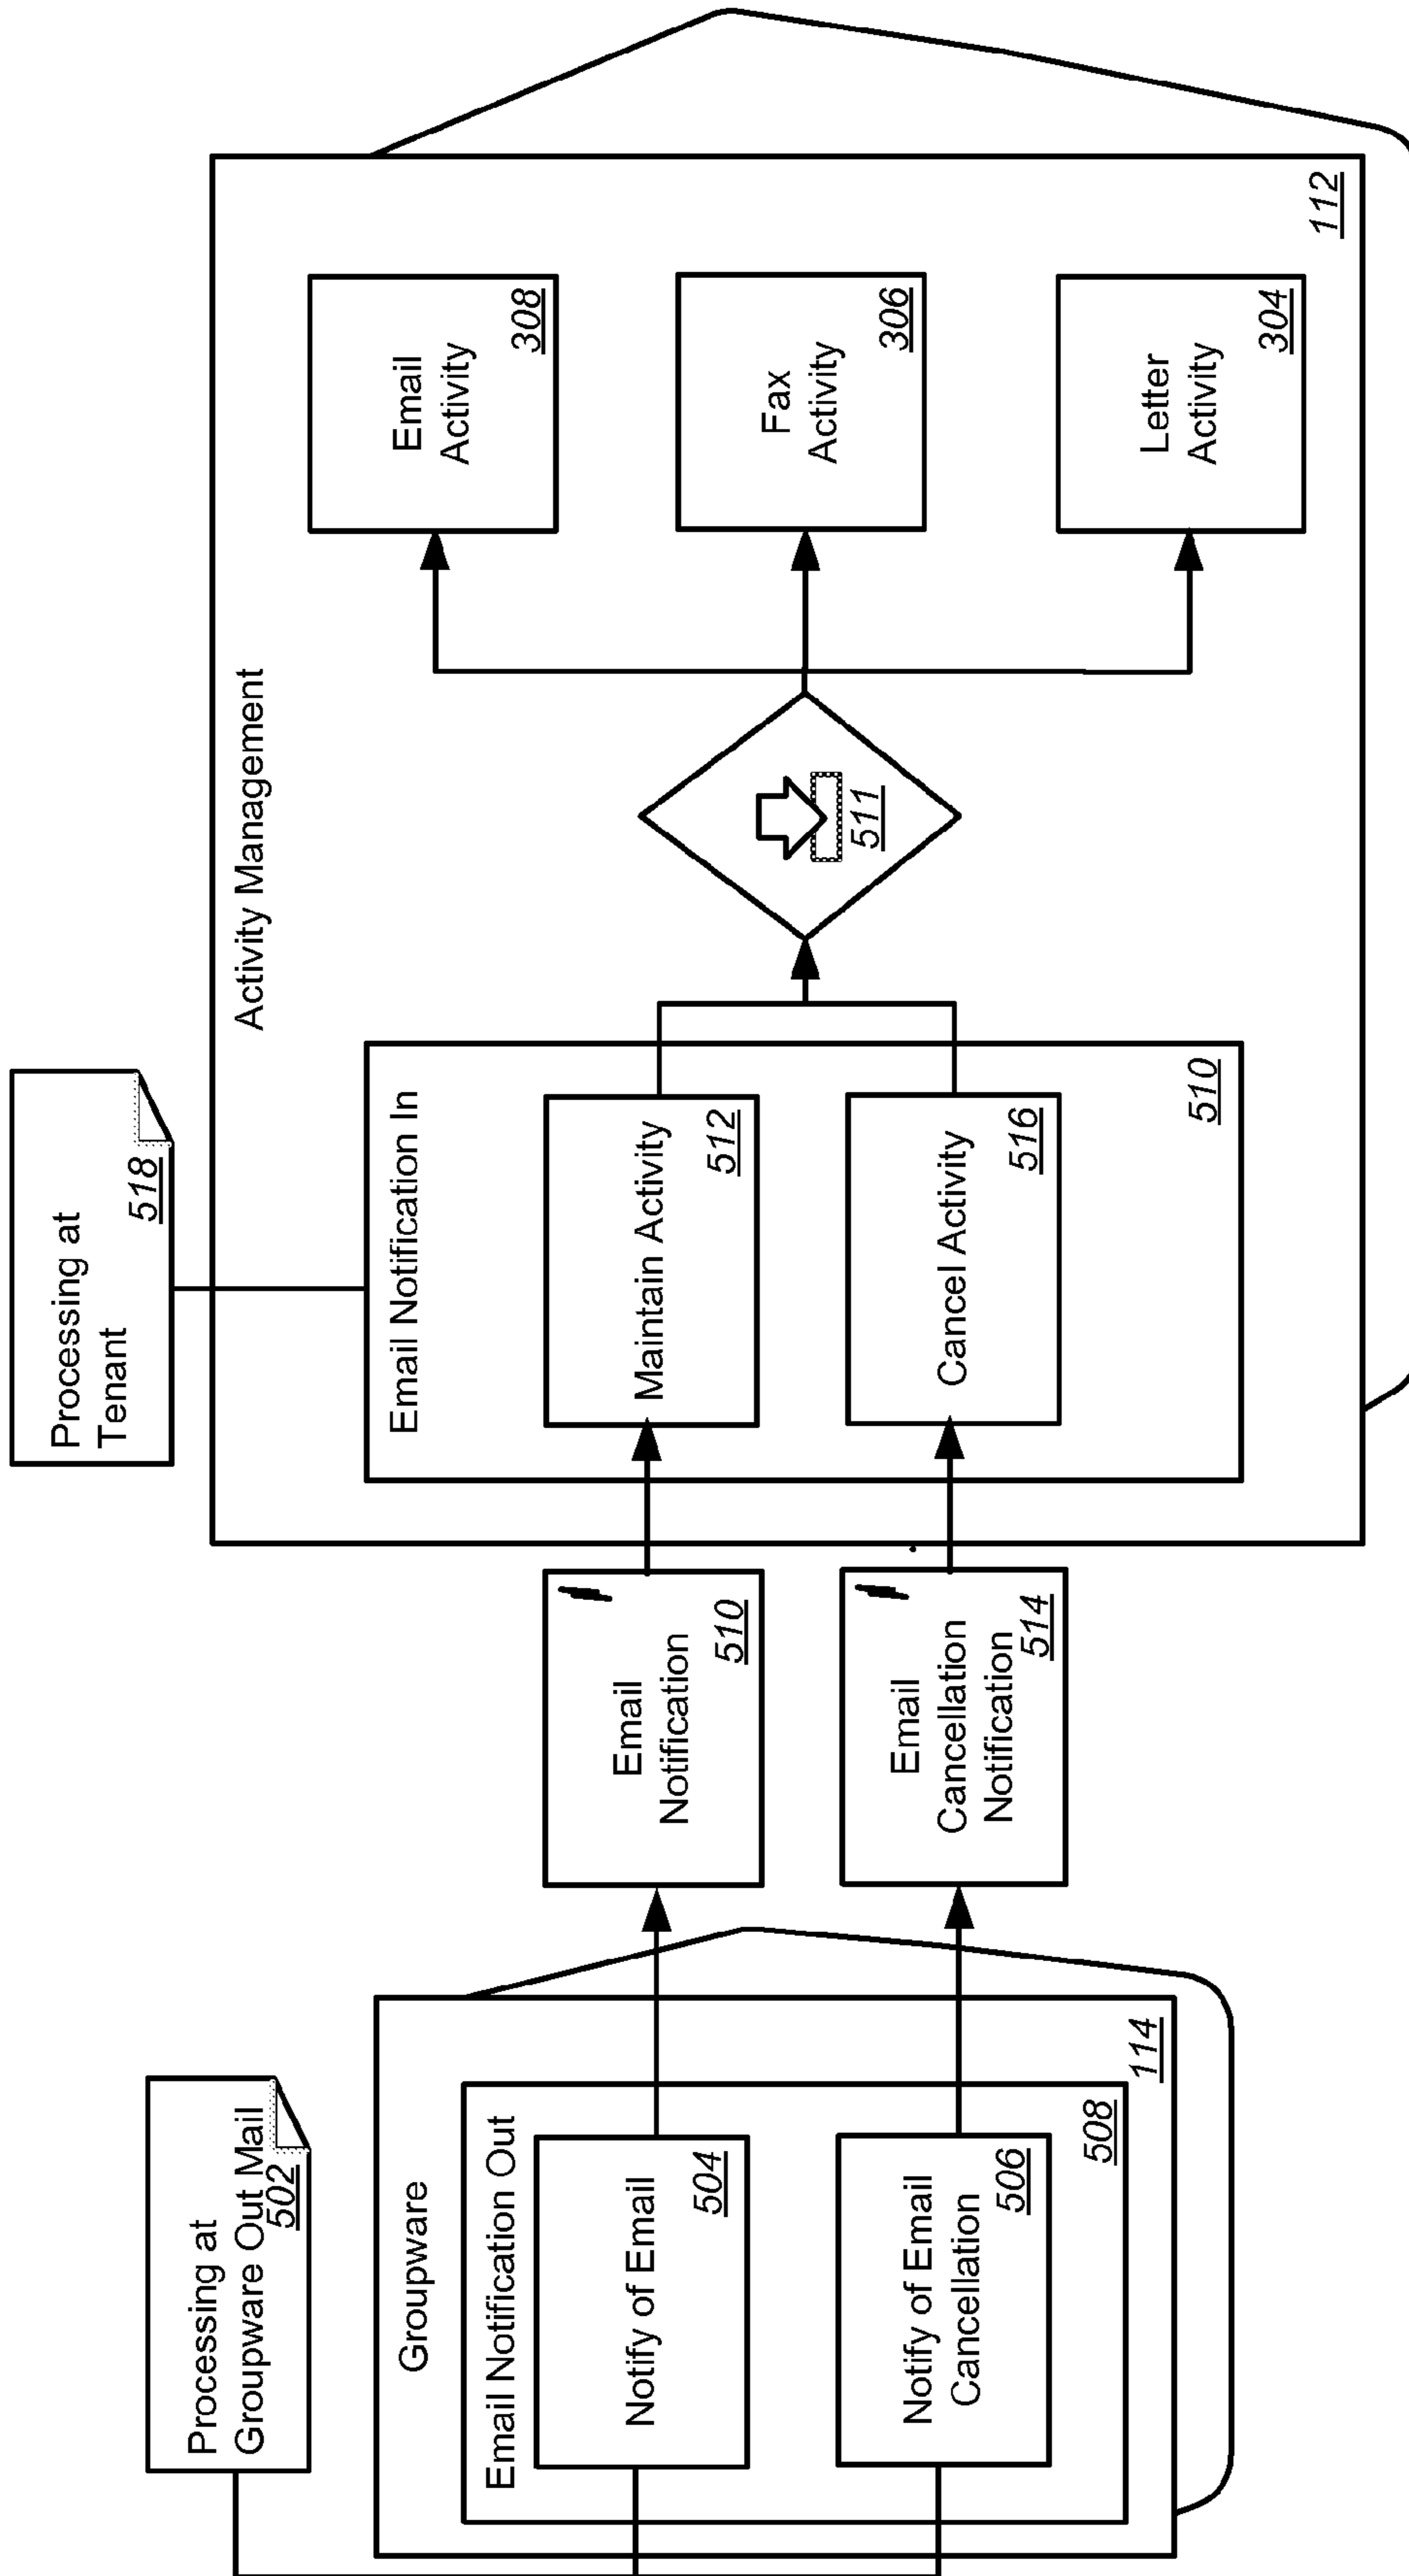 Processing at
Groupware Out Mail
502
Groupware
Email Notification Out
Notify of Email
504
Notify of Email
Cancellation
506
508
114
Email
Notification
510
Email
Cancellation
Notification
514
Processing at
Tenant
518
Activity Management
Email Notification In
Maintain Activity
512
Cancel Activity
516
510
511
Email
Activity
308
Fax
Activity
306
Letter
Activity
304
112